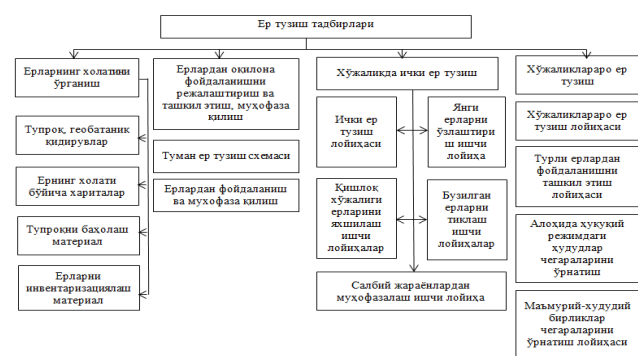 Ер тузиш тадбирлари
Ерларнинг холатини
ўрганиш
Тупроқ, геобатаник
қидирувлар
Ернинг холати
бўйича хариталар
Тупроқни баҳолаш
материал
Ерларни
инвентаризациялаш
материал
Ерлардан оқилона
фойдаланишни
режалаштириш ва
ташкил этиш, муҳофаза
қилиш
Туман ер тузиш схемаси
Ерлардан фойдаланиш
ва мухофаза қилиш
Хўжаликда ички ер тузиш
Ички ер
тузиш
лойиҳаси
Янги
ерларни
ўзлаштири
ш ишчи
лойиҳа
Қишлоқ
хўжалиги
ерларини
яхшилаш
ишчи
лойиҳалар
Бузилган
ерларни
тиклаш
ишчи
лойиҳалар
Салбий жараёнлардан
муҳофазалаш ишчи лойиҳа
Хўжаликлараро ер
тузиш
Хўжаликлараро ер
тузиш лойиҳаси
Турли ерлардан
фойдаланишни
ташкил этиш
лойиҳаси
Алоҳида ҳуқуқий
режимдаги
ҳудудлар
чегараларини
ўрнатиш
Маъмурий-ҳудудий
бирликлар
чегараларини
ўрнатиш лойиҳаси